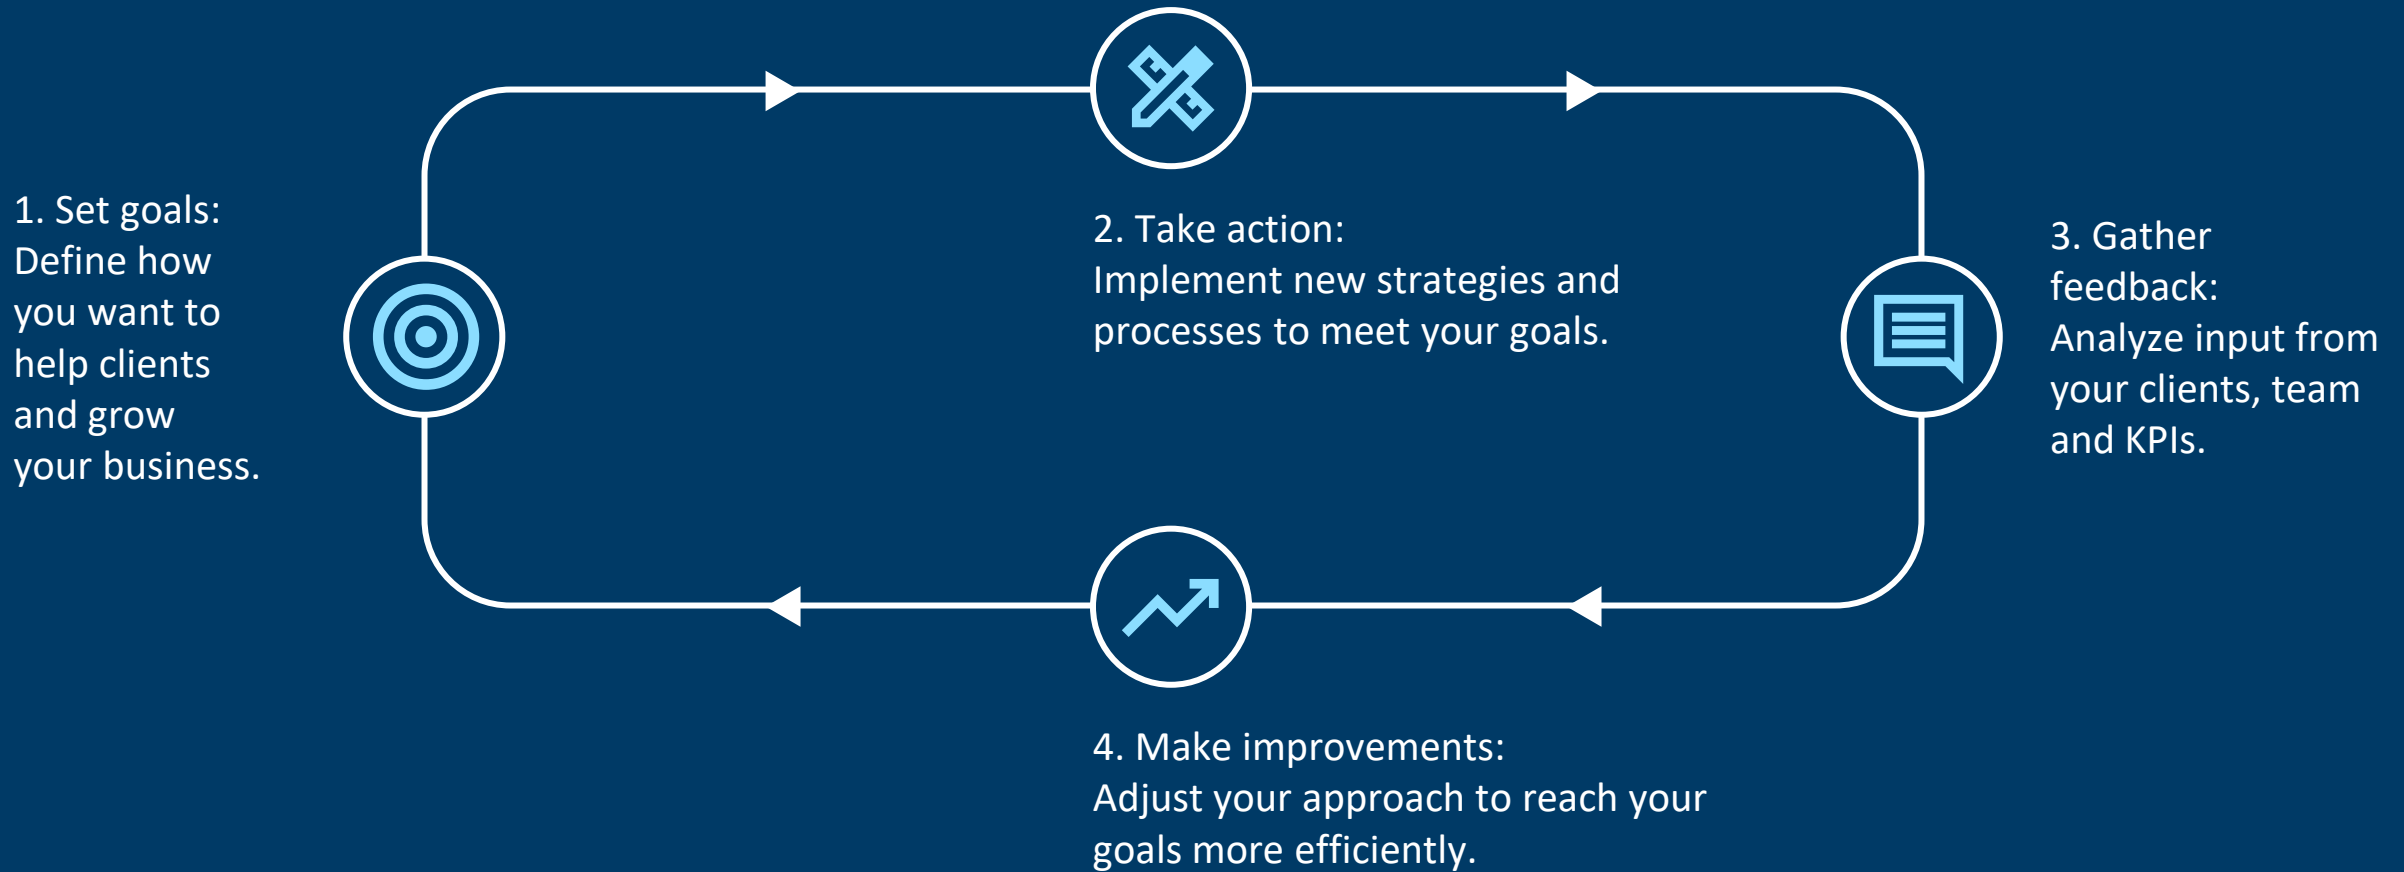 1. Set goals:
Define how
you want to
help clients
and grow
your business.
2. Take action:
Implement new strategies and
processes to meet your goals.
3. Gather
feedback:
Analyze input from
your clients, team
and KPIs.
4. Make improvements:
Adjust your approach to reach your
goals more efficiently.